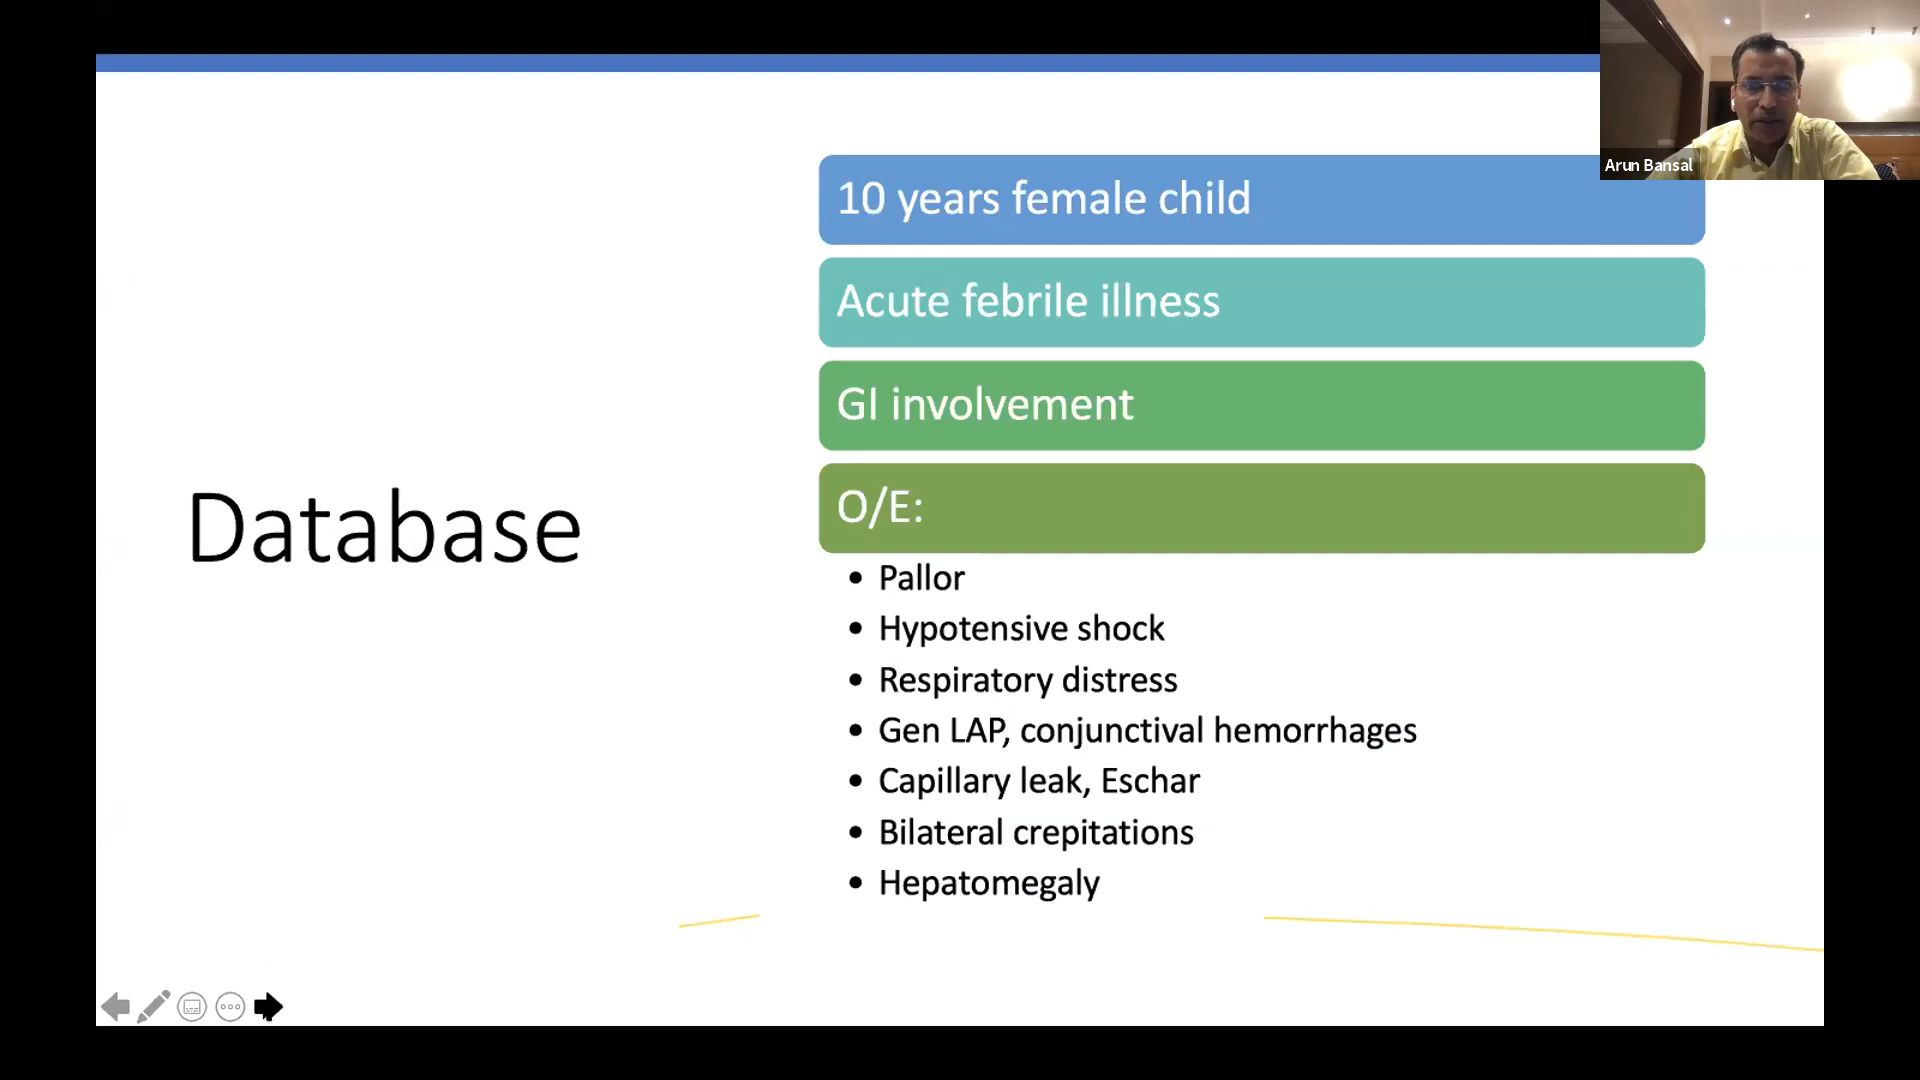 Arun Bansal
Database
10 years female child
Acute febrile illness
GI involvement
O/E:
• Pallor
• Hypotensive shock
• Respiratory distress
• Gen LAP, conjunctival hemorrhages
• Capillary leak, Eschar
• Bilateral crepitations
• Hepatomegaly